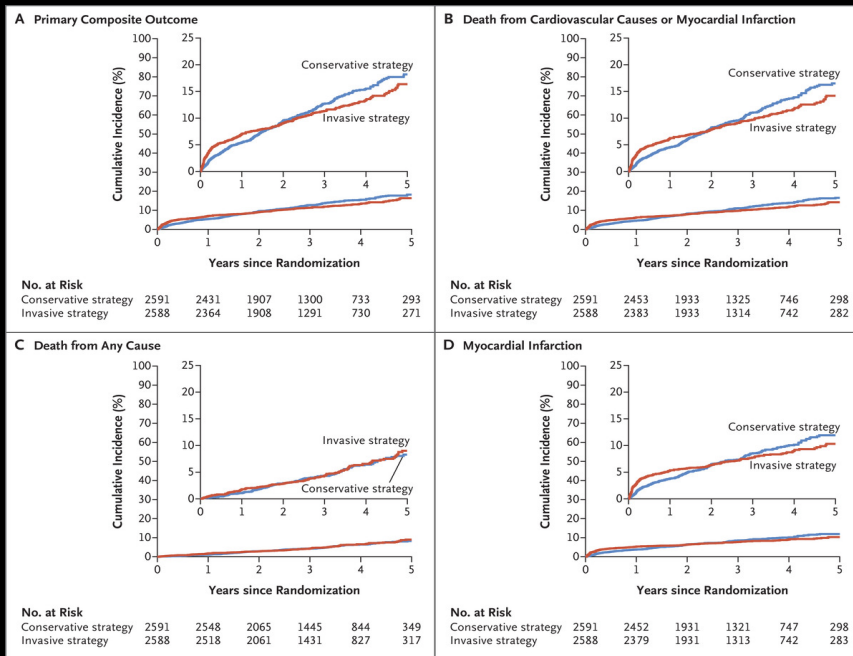 A Primary Composite Outcome
Cumulative Incidence (%)
100
90
80
70
60
50
40
30
20
10
0
25
20
15
10
5
0
Conservative strategy
Invasive strategy
0 1 2 3 4 5
0 1 2 3 4 5
Years since Randomization
No. at Risk
Conservative strategy 2591 2431 1907 1300 733 293
Invasive strategy 2588 2364 1908 1291 730 271
B Death from Cardiovascular Causes or Myocardial Infarction
Cumulative Incidence (%)
100
90
80
70
60
50
40
30
20
10
0
25
20
15
10
5
0
Conservative strategy
Invasive strategy
0 1 2 3 4 5
0 1 2 3 4 5
Years since Randomization
No. at Risk
Conservative strategy 2591 2453 1933 1325 746 298
Invasive strategy 2588 2383 1933 1314 742 282
C Death from Any Cause
Cumulative Incidence (%)
100
90
80
70
60
50
40
30
20
10
0
25
20
15
10
5
0
Invasive strategy
Conservative strategy
0 1 2 3 4 5
0 1 2 3 4 5
Years since Randomization
No. at Risk
Conservative strategy 2591 2548 2065 1445 844 349
Invasive strategy 2588 2518 2061 1431 827 317
D Myocardial Infarction
Cumulative Incidence (%)
100
90
80
70
60
50
40
30
20
10
0
25
20
15
10
5
0
Conservative strategy
Invasive strategy
0 1 2 3 4 5
0 1 2 3 4 5
Years since Randomization
No. at Risk
Conservative strategy 2591 2452 1931 1321 747 298
Invasive strategy 2588 2379 1931 1313 742 283